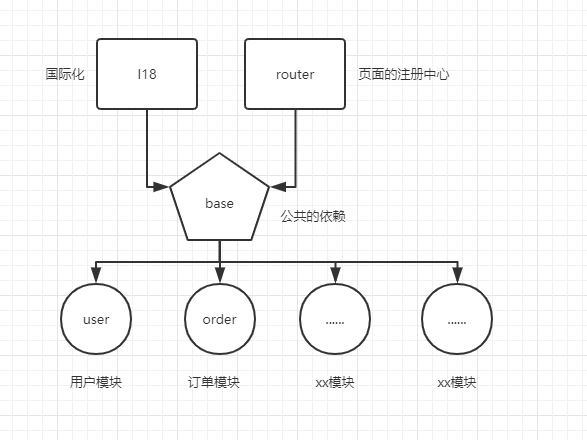 国际化
I18
router
页面的注册中心
base
公共的依赖
user
order
......
......
用户模块
订单模块
xx模块
xx模块